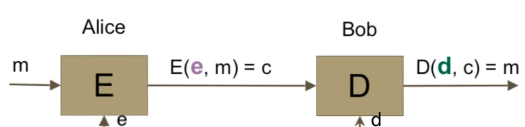 Alice
Bob
m
E(e, m) = c
D(d, c) = m
E
D
e
d